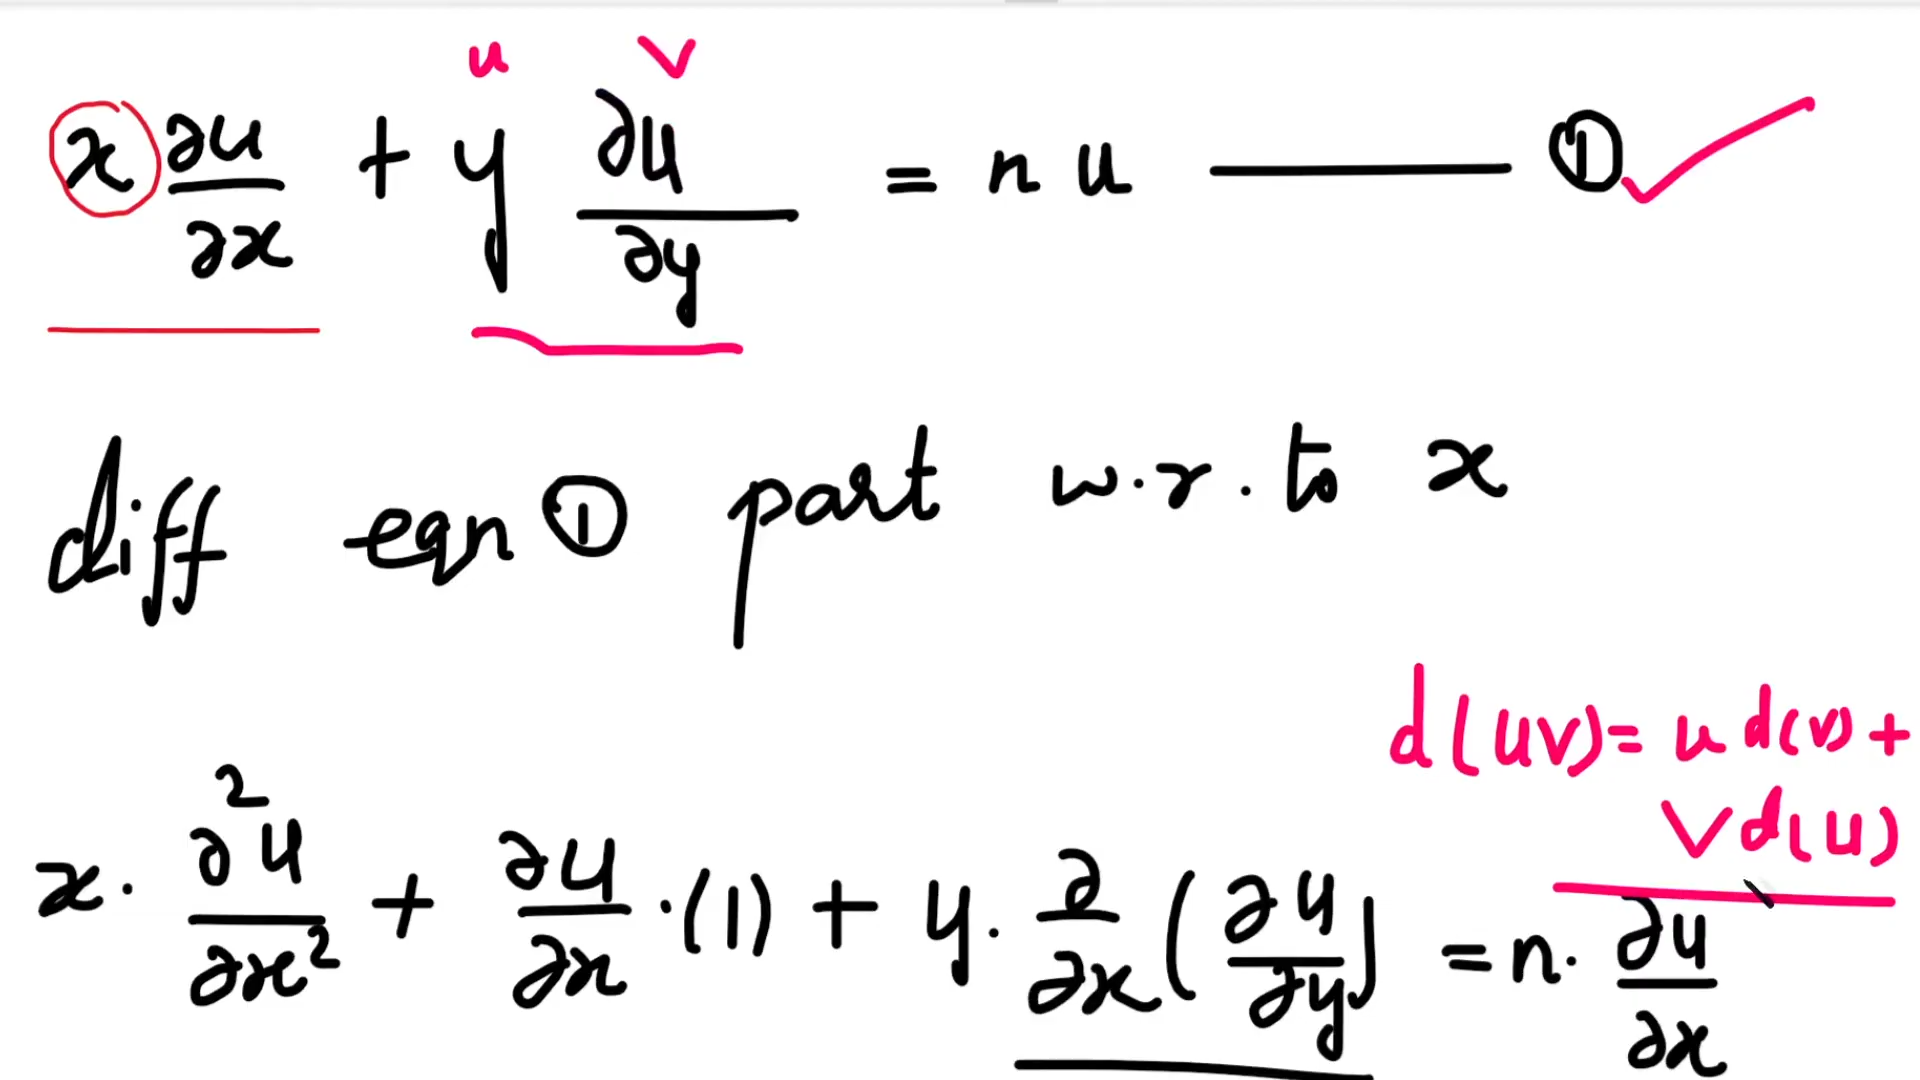 u v
x ∂u/∂x + y ∂u/∂y = n u —— ①
diff eqn ① part w.r.to x
d(uv) = u d(v) +
v d(u)
x · ∂²u/∂x² + ∂u/∂x · (1) + y · ∂/∂x (∂u/∂y) = n · ∂u/∂x